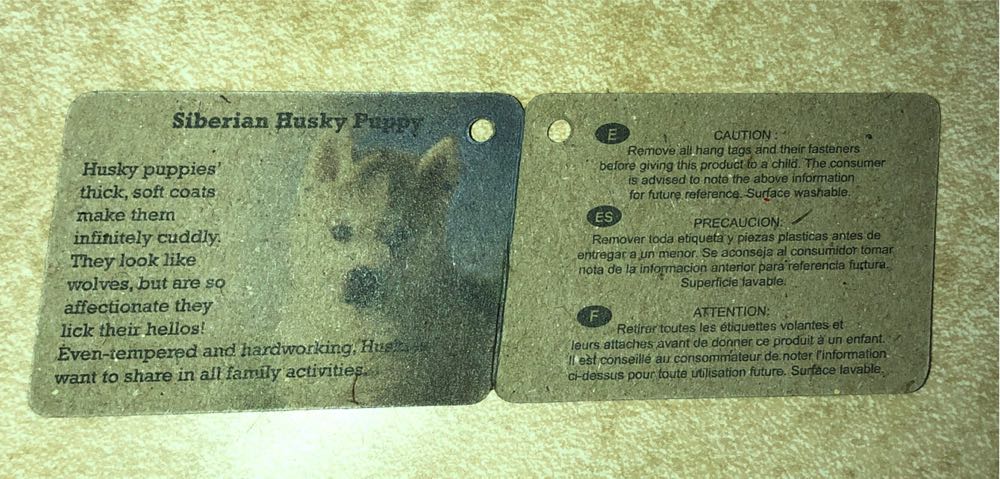 Siberian Husky Puppy
Husky puppies'
thick, soft coats
make them
infinitely cuddly.
They look like
wolves, but are so
affectionate they
lick their hellos!
Even-tempered and hardworking, Huskies
want to share in all family activities.
E
CAUTION :
Remove all hang tags and their fasteners
before giving this product to a child. The consumer
is advised to note the above information
for future reference. Surface washable.
ES
PRECAUCION:
Remover toda etiqueta y piezas plasticas antes de
entregar a un menor. Se aconseja al consumidor tomar
nota de la informacion anterior para referencia fuctura.
Superficie lavable.
F
ATTENTION:
Retirer toutes les étiquettes volantes et
leurs attaches avant de donner ce produit à un enfant.
Il est conseillé au consommateur de noter l'information
ci-dessus pour toute utilisation future. Surface lavable.